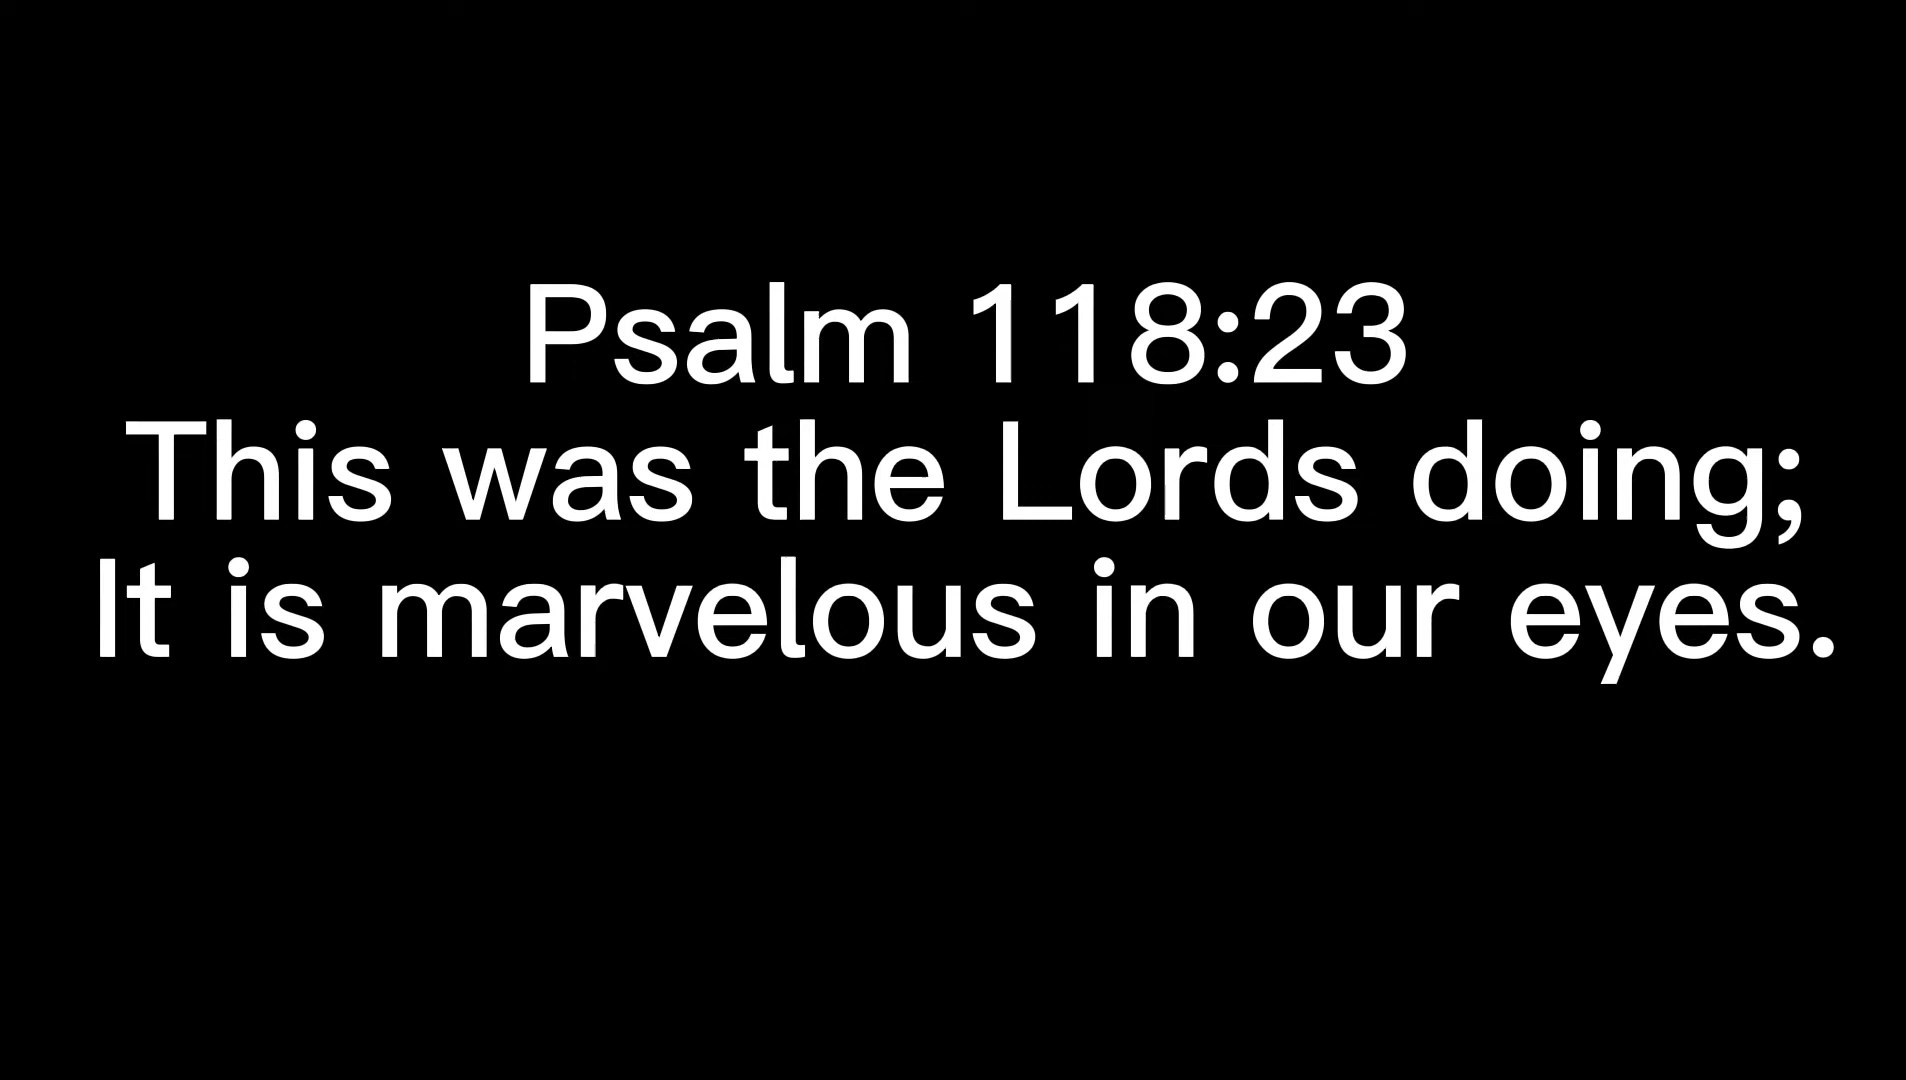 Psalm 118:23
This was the Lords doing;
It is marvelous in our eyes.